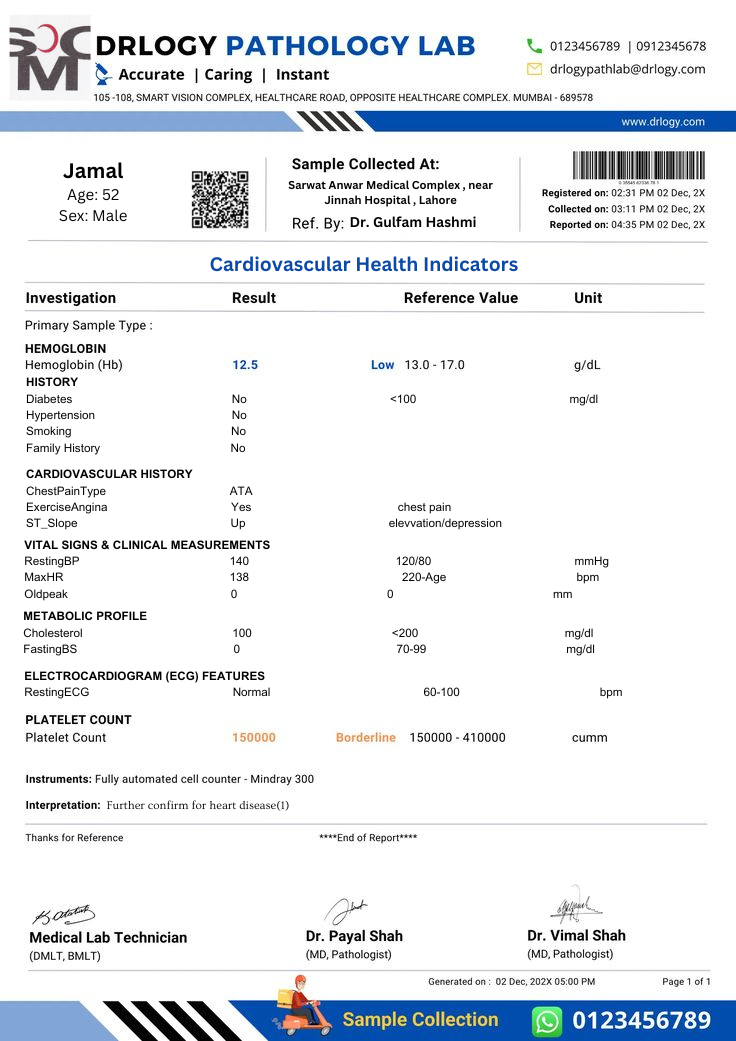 SMC
DRLOGY PATHOLOGY LAB
Accurate | Caring | Instant
0123456789 | 0912345678
drlogypathlab@drlogy.com
105 -108, SMART VISION COMPLEX, HEALTHCARE ROAD, OPPOSITE HEALTHCARE COMPLEX. MUMBAI - 689578
www.drlogy.com
Jamal
Age: 52
Sex: Male
Sample Collected At:
Sarwat Anwar Medical Complex , near
Jinnah Hospital , Lahore
Ref. By: Dr. Gulfam Hashmi
Registered on: 02:31 PM 02 Dec, 2X
Collected on: 03:11 PM 02 Dec, 2X
Reported on: 04:35 PM 02 Dec, 2X
Cardiovascular Health Indicators
Investigation Result Reference Value Unit
Primary Sample Type :
HEMOGLOBIN
Hemoglobin (Hb) 12.5 Low 13.0 - 17.0 g/dL
HISTORY
Diabetes No <100 mg/dl
Hypertension No
Smoking No
Family History No
CARDIOVASCULAR HISTORY
ChestPainType ATA
ExerciseAngina Yes chest pain
ST_Slope Up elevvation/depression
VITAL SIGNS & CLINICAL MEASUREMENTS
RestingBP 140 120/80 mmHg
MaxHR 138 220-Age bpm
Oldpeak 0 0 mm
METABOLIC PROFILE
Cholesterol 100 <200 mg/dl
FastingBS 0 70-99 mg/dl
ELECTROCARDIOGRAM (ECG) FEATURES
RestingECG Normal 60-100 bpm
PLATELET COUNT
Platelet Count 150000 Borderline 150000 - 410000 cumm
Instruments: Fully automated cell counter - Mindray 300
Interpretation: Further confirm for heart disease(1)
Thanks for Reference ****End of Report****
Medical Lab Technician
(DMLT, BMLT)
Dr. Payal Shah
(MD, Pathologist)
Dr. Vimal Shah
(MD, Pathologist)
Generated on : 02 Dec, 202X 05:00 PM Page 1 of 1
Sample Collection 0123456789